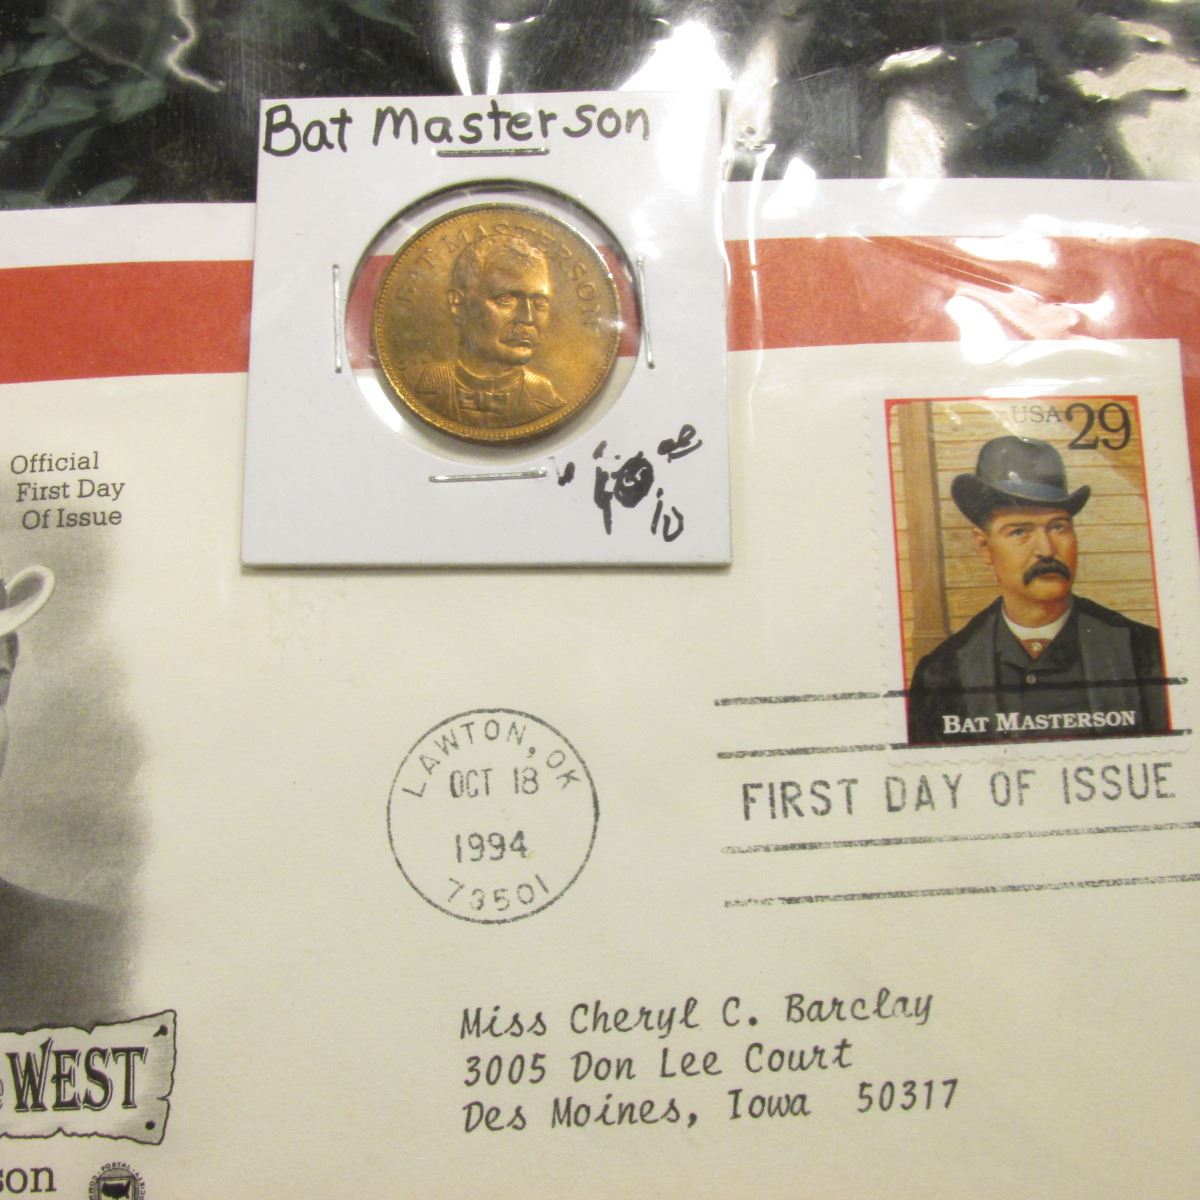 Bat Masterson
BAT MASTERSON
Official
First Day
Of Issue
USA 29
BAT MASTERSON
LAWTON, OK
OCT 18
1994
73501
FIRST DAY OF ISSUE
Miss Cheryl C. Barclay
3005 Don Lee Court
Des Moines, Iowa 50317
WEST
son